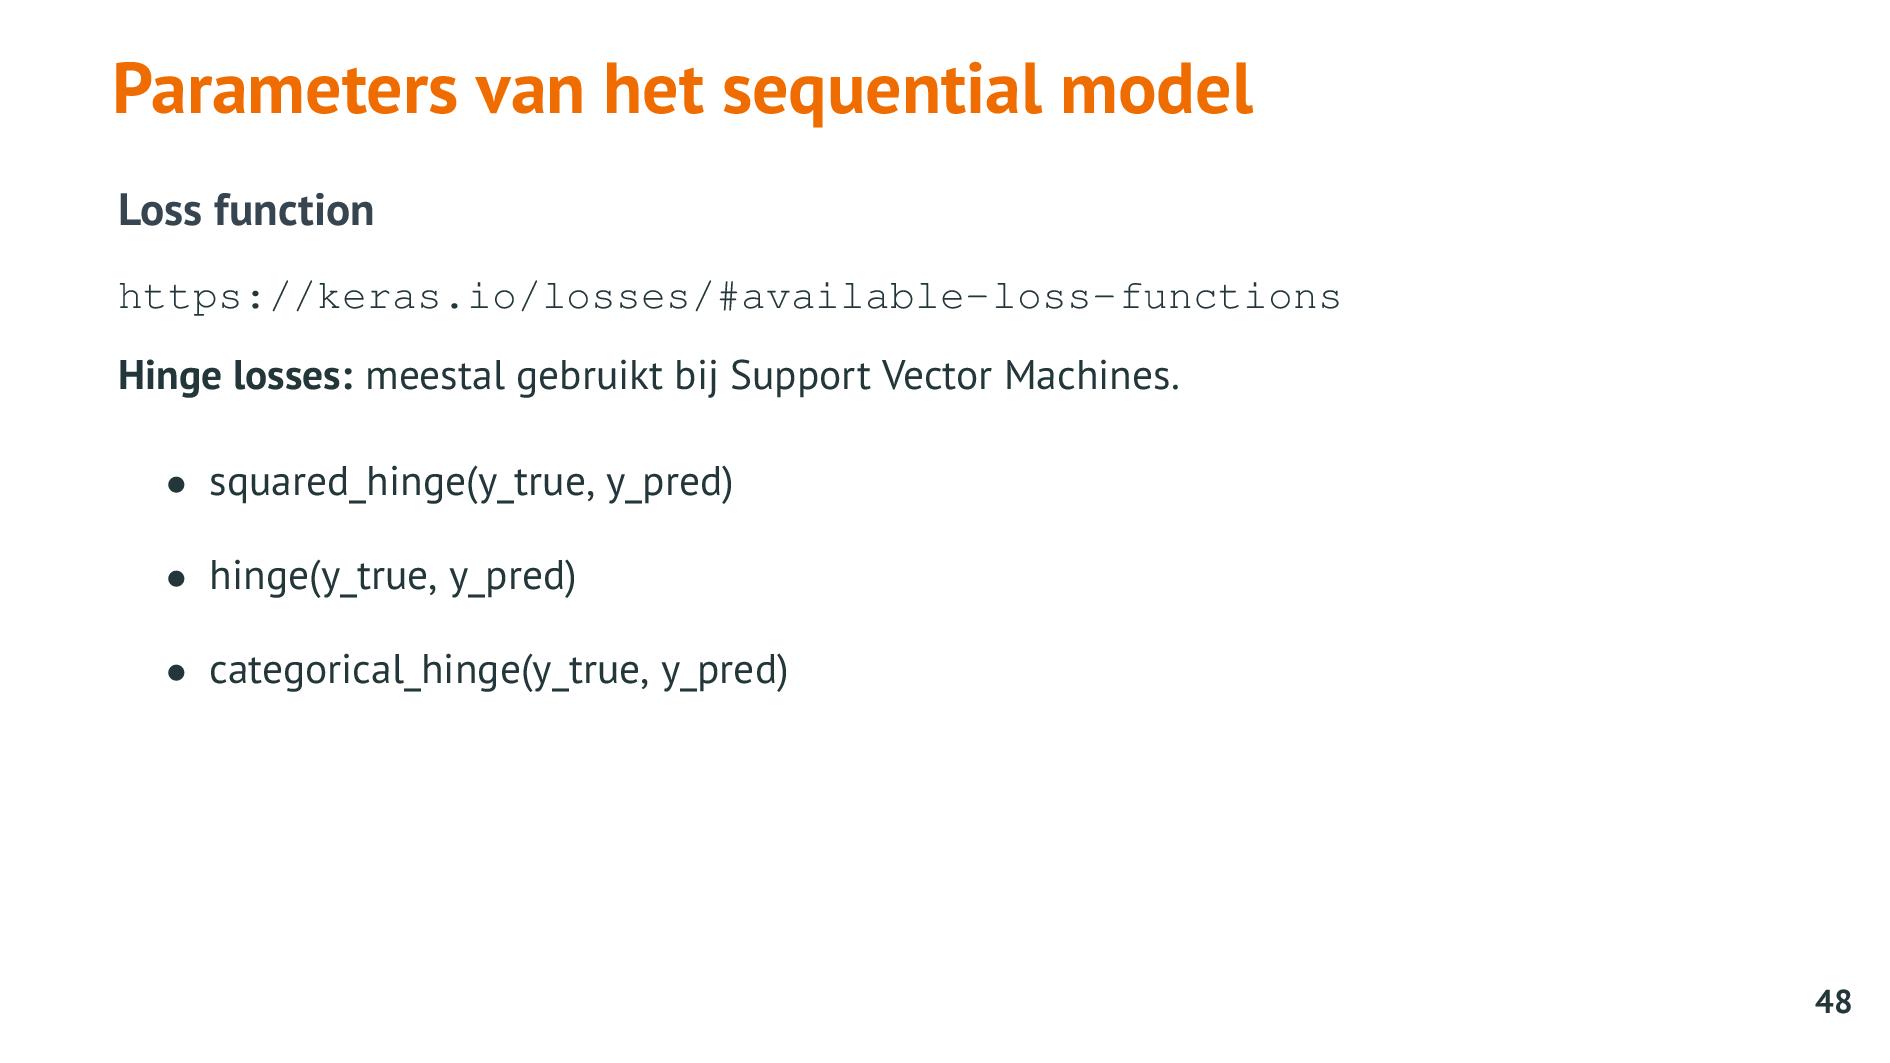 Parameters van het sequential model
Loss function
https://keras.io/losses/#available-loss-functions
Hinge losses: meestal gebruikt bij Support Vector Machines.
• squared_hinge(y_true, y_pred)
• hinge(y_true, y_pred)
• categorical_hinge(y_true, y_pred)
48